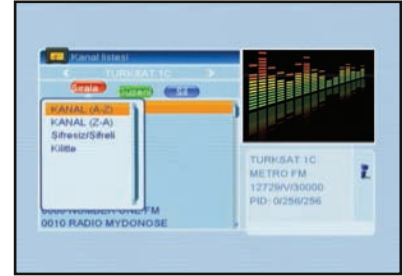 Kanal listesi
TURKSAT 1C
Sırala
KANAL (A-Z)
KANAL (Z-A)
Şifresiz/Şifreli
Kilitle
NUMBER ONE FM
0010 RADIO MYDONOSE
TURKSAT 1C
METRO FM
12729/V/30000
PID: 0/256/256